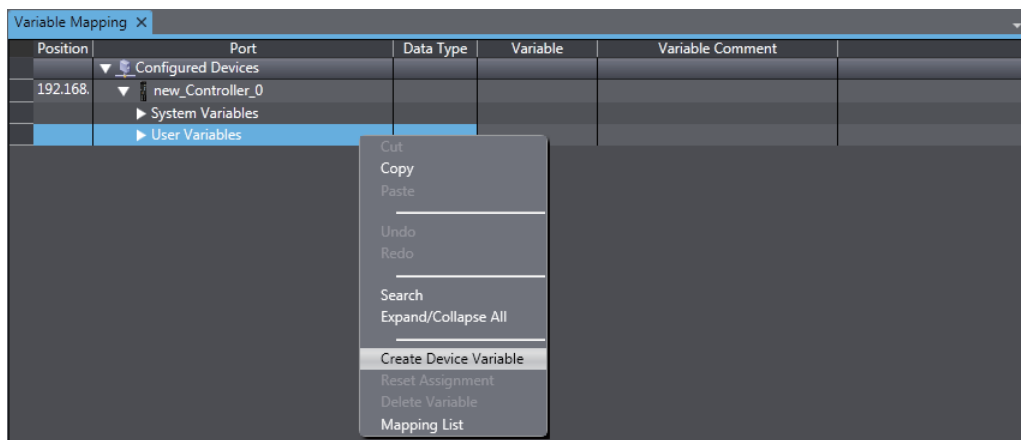 Variable Mapping
Position Port Data Type Variable Variable Comment
Configured Devices
192.168. new_Controller_0
System Variables
User Variables
Cut
Copy
Paste
Undo
Redo
Search
Expand/Collapse All
Create Device Variable
Reset Assignment
Delete Variable
Mapping List